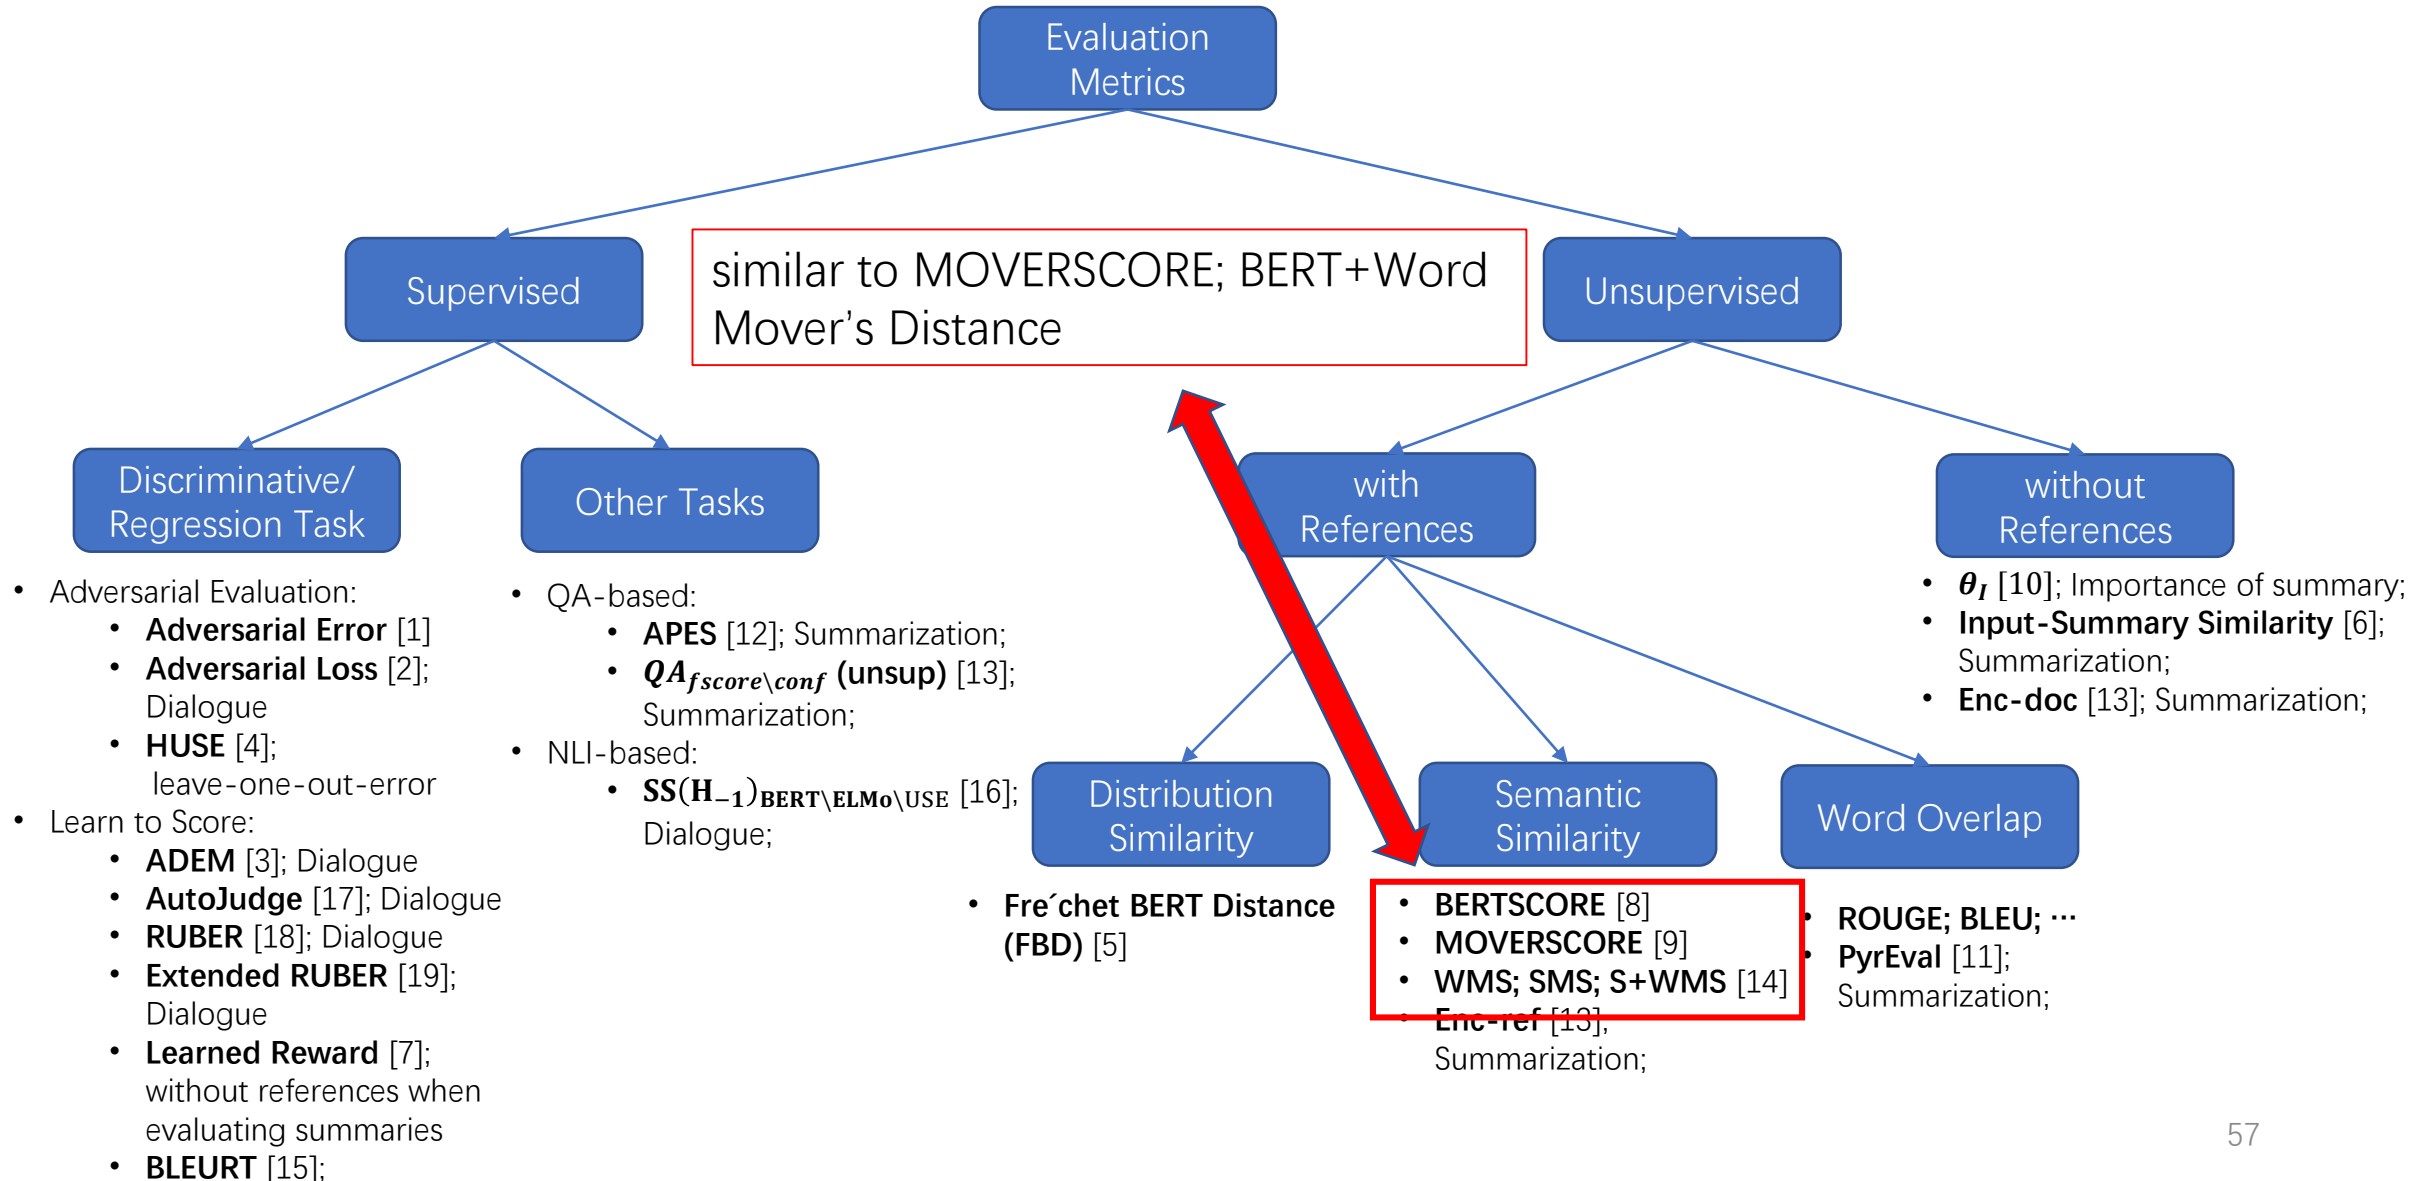 Evaluation
Metrics
Supervised
similar to MOVERSCORE; BERT+Word
Mover’s Distance
Unsupervised
Discriminative/
Regression Task
Other Tasks
with
References
without
References
• Adversarial Evaluation:
• Adversarial Error [1]
• Adversarial Loss [2];
Dialogue
• HUSE [4];
leave-one-out-error
• Learn to Score:
• ADEM [3]; Dialogue
• AutoJudge [17]; Dialogue
• RUBER [18]; Dialogue
• Extended RUBER [19];
Dialogue
• Learned Reward [7];
without references when
evaluating summaries
• BLEURT [15];
• QA-based:
• APES [12]; Summarization;
• QA_fscore\conf (unsup) [13];
Summarization;
• NLI-based:
• SS(H−1)BERT\ELMo\USE [16];
Dialogue;
• θI [10]; Importance of summary;
• Input-Summary Similarity [6];
Summarization;
• Enc-doc [13]; Summarization;
Distribution
Similarity
Semantic
Similarity
Word Overlap
• Fre´chet BERT Distance
(FBD) [5]
• BERTSCORE [8]
• MOVERSCORE [9]
• WMS; SMS; S+WMS [14]
• Enc-ref [13];
Summarization;
• ROUGE; BLEU; ⋯
• PyrEval [11];
Summarization;
57